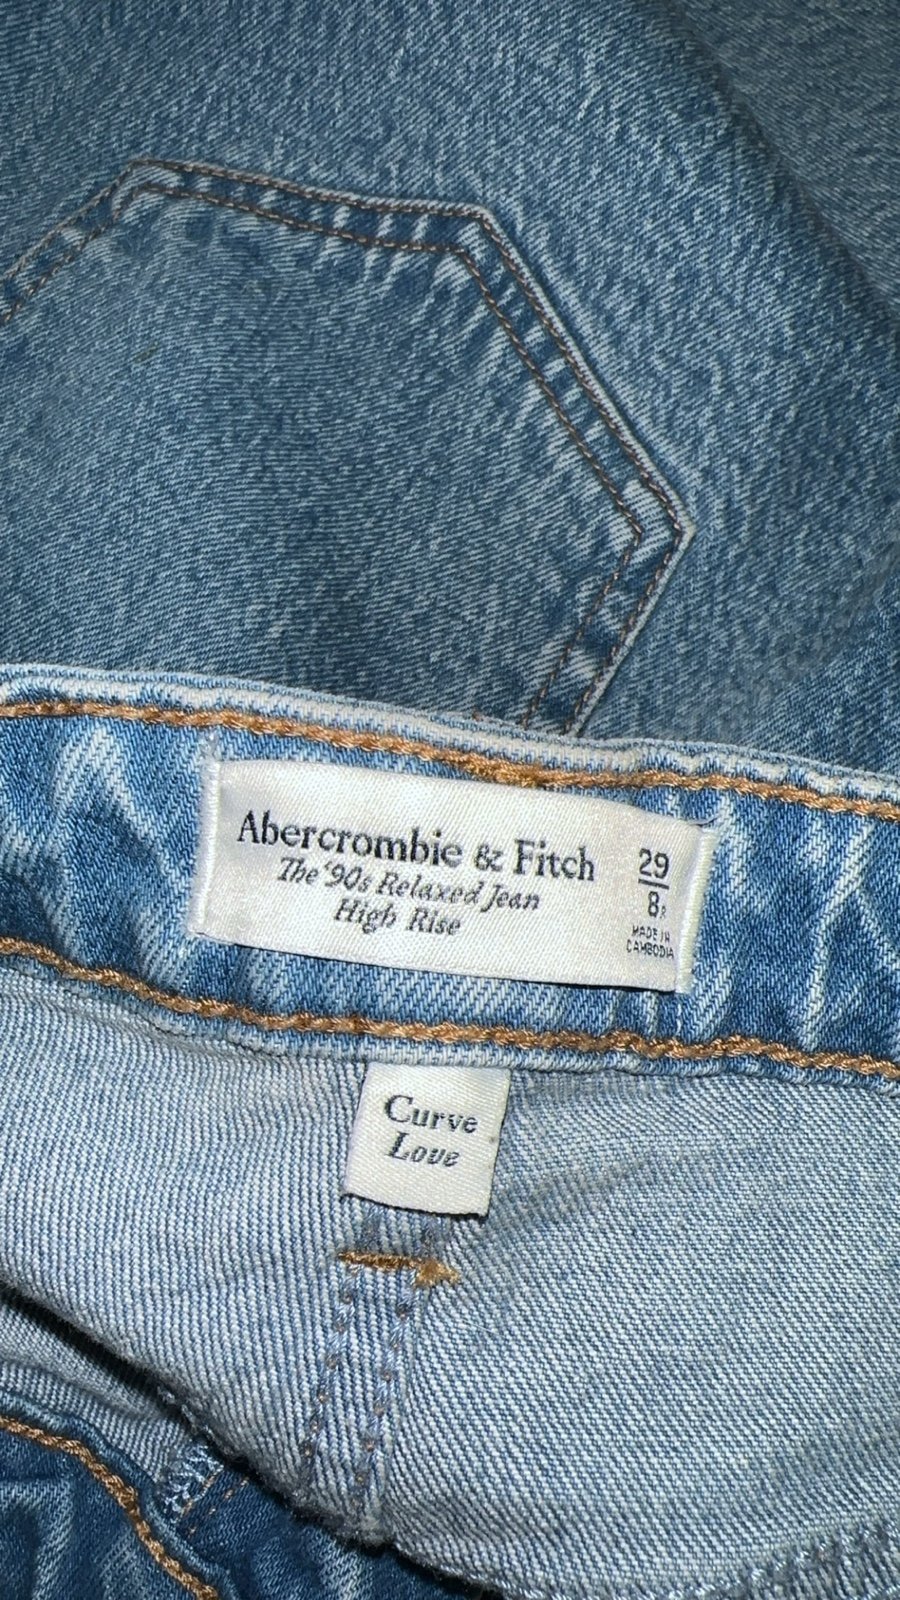 Abercrombie & Fitch
The '90s Relaxed Jean
High Rise
29
8R
MADE IN
CAMBODIA
Curve
Love